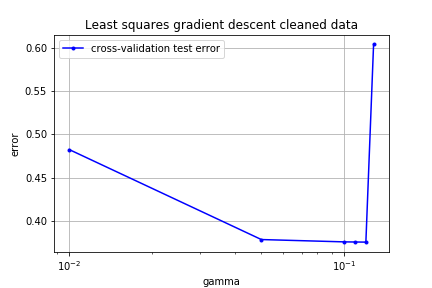 Least squares gradient descent cleaned data
cross-validation test error
0.60
0.55
0.50
0.45
0.40
error
10⁻²
10⁻¹
gamma